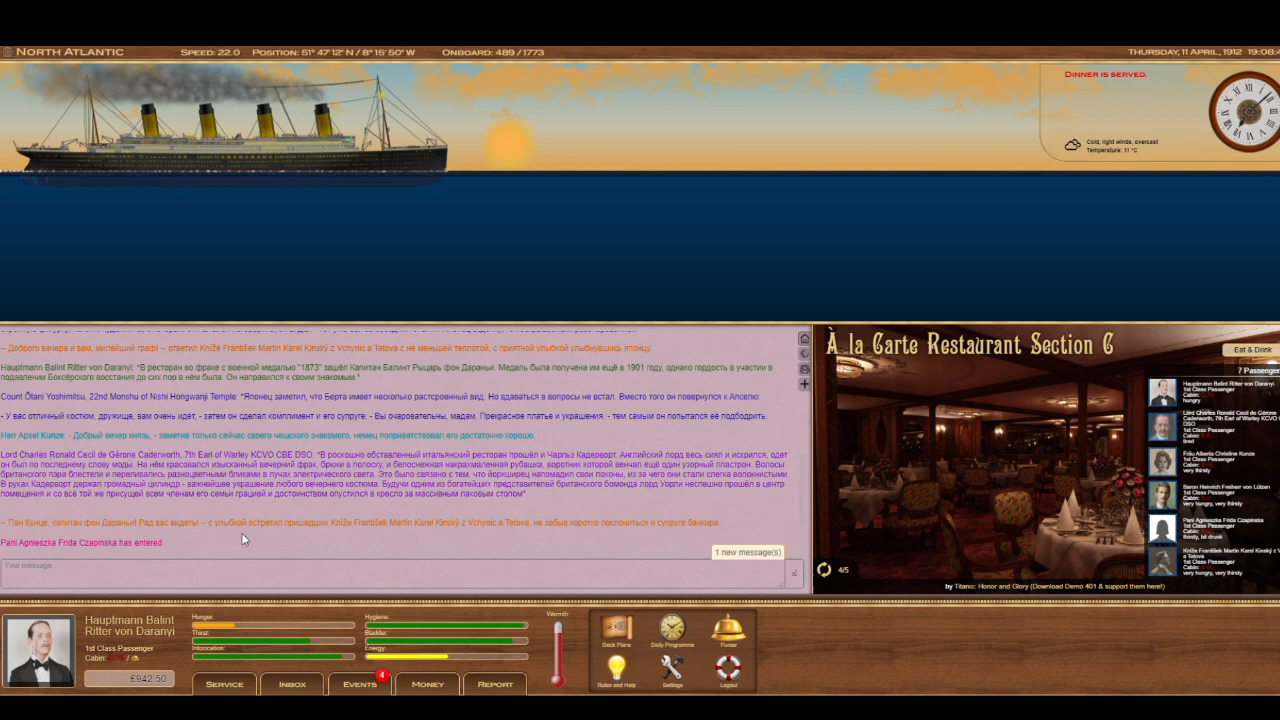 NORTH ATLANTIC
SPEED: 22.0
POSITION: 51° 47' 12" N / 8° 15' 50" W
ONBOARD: 489 / 1773
THURSDAY, 11 APRIL, 1912 19:08:
DINNER IS SERVED.
Cold, light winds, overcast
Temperature: 11 °C
– Доброго вечера и вам, милейший граф! – ответил Kníže František Martin Karel Kinský z Vchynic a Tetova с не меньшей теплотой, с приятной улыбкой улыбнувшись японцу.
Hauptmann Balint Ritter von Daranyi: *В ресторан во фраке с военной медалью "1873" зашёл Капитан Балинт Рыцарь фон Дараньи. Медаль была получена им ещё в 1901 году, однако гордость в участии в
подавлении Боксёрского восстания до сих пор в нём была. Он направился к своим знакомым.*
Count Ōtani Yoshimitsu, 22nd Monshu of Nishi Hongwanji Temple: *Японец заметил, что Берта имеет несколько расстроенный вид. Но вдаваться в вопросы не встал. Вместо того он повернулся к Апселю:
- У вас отличный костюм, дружище, вам очень идёт, - затем он сделал комплимент и его супруге: - Вы очаровательны, мадам. Прекрасное платье и украшения. - тем самым он попытался её подбодрить.
Herr Apsel Kunze: - Добрый вечер князь, - заметив только сейчас своего чешского знакомого, немец поприветствовал его достаточно хорошо.
Lord Charles Ronald Cecil de Gérone Caderworth, 7th Earl of Warley KCVO CBE DSO: *В роскошно обставленный итальянский ресторан прошёл и Чарльз Кадерворт. Английский лорд весь сиял и искрился, одет
он был по последнему слову моды. На нём красовался изысканный вечерний фрак, брюки в полоску, и белоснежная накрахмаленная рубашка, воротник которой венчал ещё один узорный пластрон. Волосы
британского пэра блестели и переливались разноцветными бликами в лучах электрического света. Это было связано с тем, что йоркширец напомадил свои локоны, из за чего они стали слегка волокнистыми.
В руках Кадерворт держал громадный цилиндр - важнейшее украшение любого вечернего костюма. Будучи одним из богатейших представителей британского бомонда лорд Уорли неспешно прошёл в центр
помещения и со всё той же присущей всем членам его семьи грацией и достоинством опустился в кресло за массивным лаковым столом*
– Пан Кунце, капитан фон Дараньи! Рад вас видеть! – с улыбкой встретил пришедших Kníže František Martin Karel Kinský z Vchynic a Tetova, не забыв коротко поклониться и супруге банкира.
Pani Agnieszka Frida Czapinska has entered
1 new message(s)
Your message...
À la Carte Restaurant Section C
Eat & Drink
7 Passenger
Hauptmann Balint Ritter von Daranyi
1st Class Passenger
Cabin:
hungry
Lord Charles Ronald Cecil de Gérone
Caderworth, 7th Earl of Warley KCVO
DSO
1st Class Passenger
Cabin:
tired
Frau Alberta Christine Kunze
1st Class Passenger
Cabin:
very thirsty
Baron Heinrich Freiherr von Lützen
1st Class Passenger
Cabin:
very thirsty
Pani Agnieszka Frida Czapinska
1st Class Passenger
Cabin:
thirsty, bit drunk
Kníže František Martin Karel Kinský z V
a Tetova
1st Class Passenger
Cabin:
very hungry, very thirsty
4/5
by Titanic: Honor and Glory (Download Demo 401 & support them here!)
Hauptmann Balint
Ritter von Daranyi
1st Class Passenger
Cabin:
£942.50
Hunger:
Thirst:
Intoxication:
Hygiene:
Bladder:
Energy:
Warmth:
SERVICE
INBOX
EVENTS
4
MONEY
REPORT
Deck Plans
Daily Programme
Purser
Rules and Help
Settings
Logout